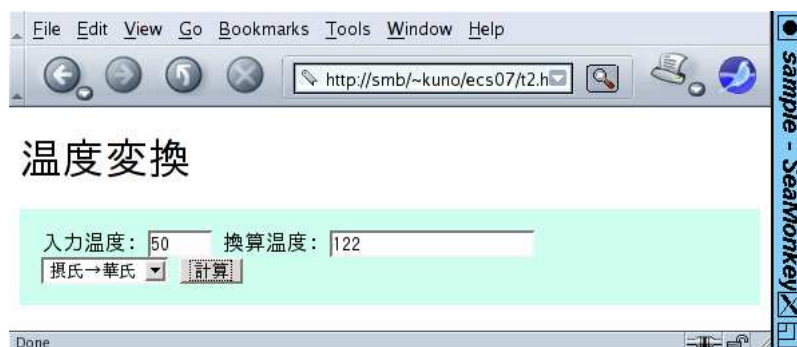 File Edit View Go Bookmarks Tools Window Help
http://smb/~kuno/ecs07/t2.h
温度変換
入力温度: 50 換算温度: 122
摂氏→華氏 計算
Done
sample - SeaMonkey